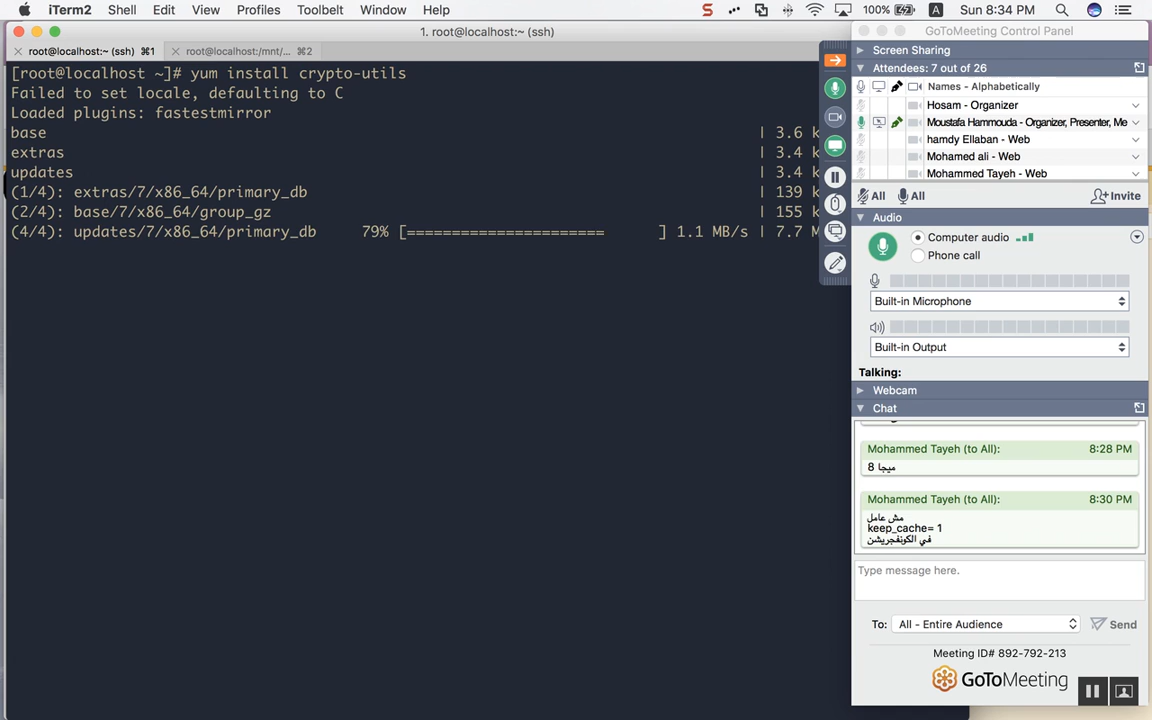 iTerm2 Shell Edit View Profiles Toolbelt Window Help 100% A Sun 8:34 PM
1. root@localhost:~ (ssh)
root@localhost:~ (ssh) ⌘1 root@localhost:/mnt/... ⌘2
[root@localhost ~]# yum install crypto-utils
Failed to set locale, defaulting to C
Loaded plugins: fastestmirror
base | 3.6 k
extras | 3.4 k
updates | 3.4
(1/4): extras/7/x86_64/primary_db | 139
(2/4): base/7/x86_64/group_gz | 155
(4/4): updates/7/x86_64/primary_db 79% [====================== ] 1.1 MB/s | 7.7 M
GoToMeeting Control Panel
Screen Sharing
Attendees: 7 out of 26
Names - Alphabetically
Hosam - Organizer
Moustafa Hammouda - Organizer, Presenter, Me
hamdy Ellaban - Web
Mohamed ali - Web
Mohammed Tayeh - Web
All All Invite
Audio
Computer audio
Phone call
Built-in Microphone
Built-in Output
Talking:
Webcam
Chat
Mohammed Tayeh (to All): 8:28 PM
ميجا 8
Mohammed Tayeh (to All): 8:30 PM
مش عامل
keep_cache= 1
في الكونفجريشن
Type message here.
To: All - Entire Audience Send
Meeting ID# 892-792-213
GoToMeeting